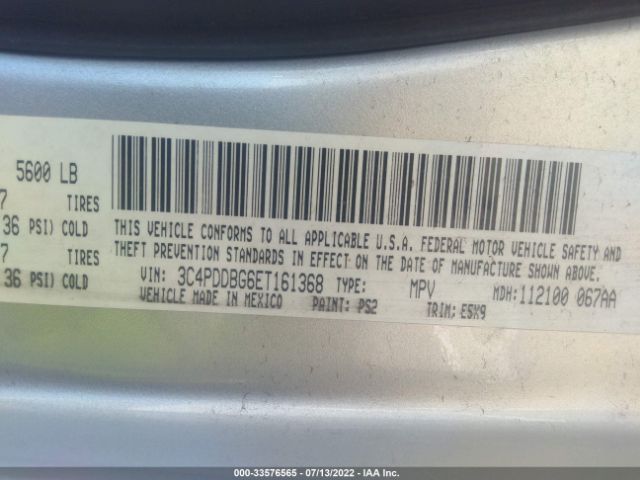 5600 LB
7 TIRES
36 PSI) COLD
7 TIRES
36 PSI) COLD
THIS VEHICLE CONFORMS TO ALL APPLICABLE U.S.A. FEDERAL MOTOR VEHICLE SAFETY AND
THEFT PREVENTION STANDARDS IN EFFECT ON THE DATE OF MANUFACTURE SHOWN ABOVE.
VIN: 3C4PDDBG6ET161368 TYPE: MPV MDH: 112100 067AA
VEHICLE MADE IN MEXICO PAINT: PS2 TRIM: E5X9
000-33576565 / 07/13/2022 - IAA Inc.